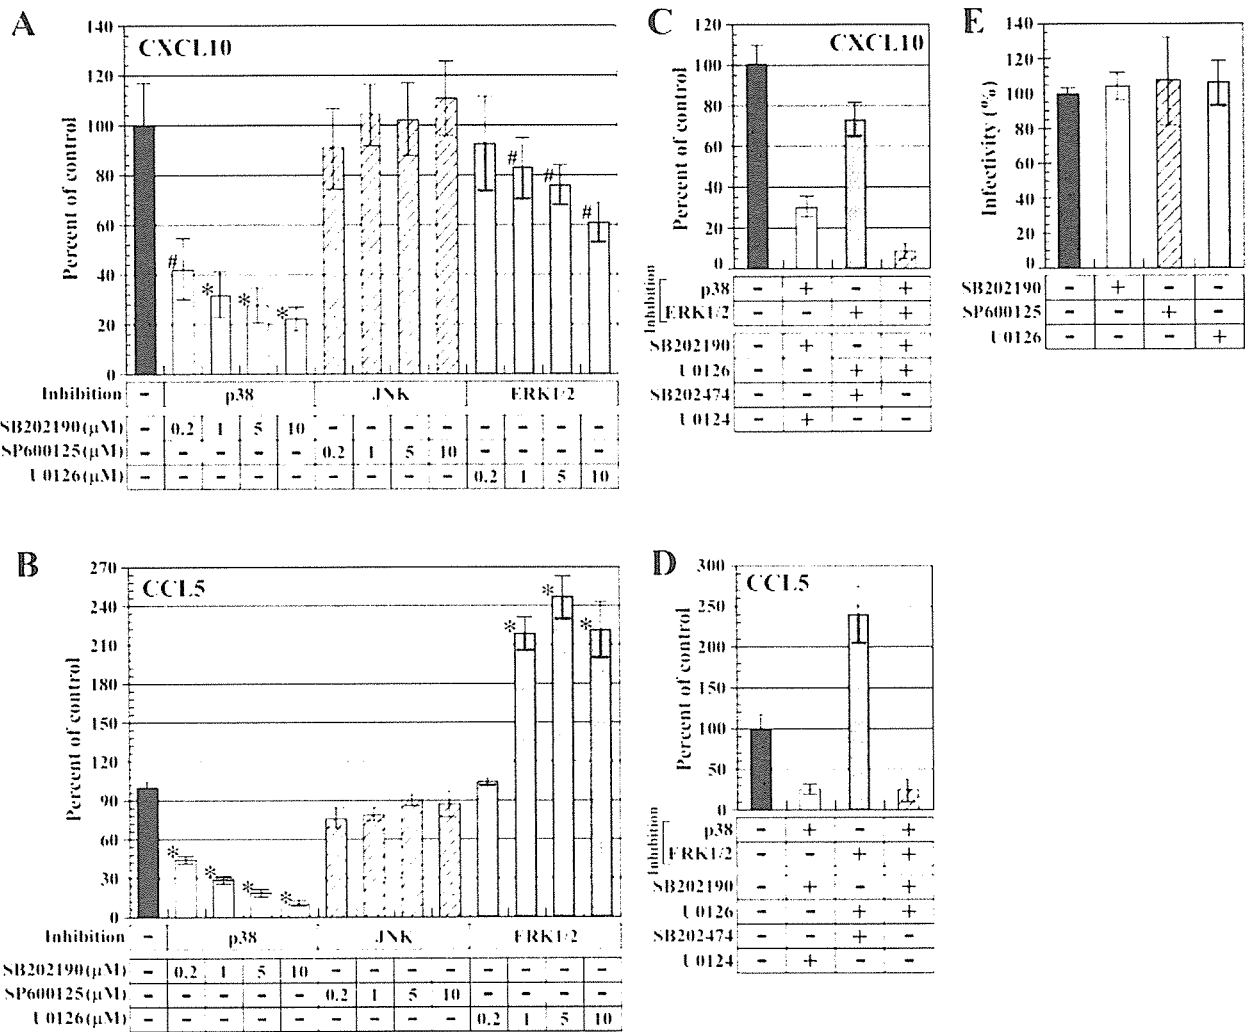 A
CXCL10
Percent of control
140
120
100
80
60
40
20
0
#
*
*
*
#
#
#
Inhibition - p38 JNK ERK1/2
SB202190(μM) - 0.2 1 5 10 - - - - - - - -
SP600125(μM) - - - - - 0.2 1 5 10 - - - -
U0126(μM) - - - - - - - - - 0.2 1 5 10
B
CCL5
Percent of control
270
240
210
180
150
120
90
60
30
0
*
*
*
*
*
*
*
Inhibition - p38 JNK ERK1/2
SB202190(μM) - 0.2 1 5 10 - - - - - - - -
SP600125(μM) - - - - - 0.2 1 5 10 - - - -
U0126(μM) - - - - - - - - - 0.2 1 5 10
C
CXCL10
Percent of control
120
100
80
60
40
20
0
Inhibition
p38 - + - +
ERK1/2 - - + +
SB202190 - + - +
U0126 - - + +
SB202474 - - + -
U0124 - + - -
D
CCL5
Percent of control
300
250
200
150
100
50
0
Inhibition
p38 - + - +
ERK1/2 - - + +
SB202190 - + - +
U0126 - - + +
SB202474 - - + -
U0124 - + - -
E
Infectivity (%)
140
120
100
80
60
40
20
0
SB202190 - + - -
SP600125 - - + -
U0126 - - - +